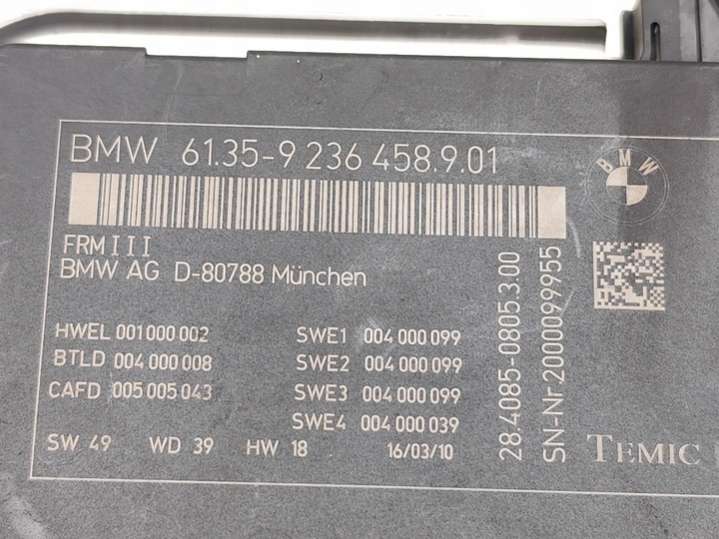 BMW 61.35-9 236 458.9.01
BMW
FRM III
BMW AG D-80788 München
HWEL 001 000 002
BTLD 004 000 008
CAFD 005 005 043
SWE1 004 000 099
SWE2 004 000 099
SWE3 004 000 099
SWE4 004 000 039
SW 49 WD 39 HW 18 16/03/10
28.4085-0805.3.00
SN-Nr.2000099955
TEMIC